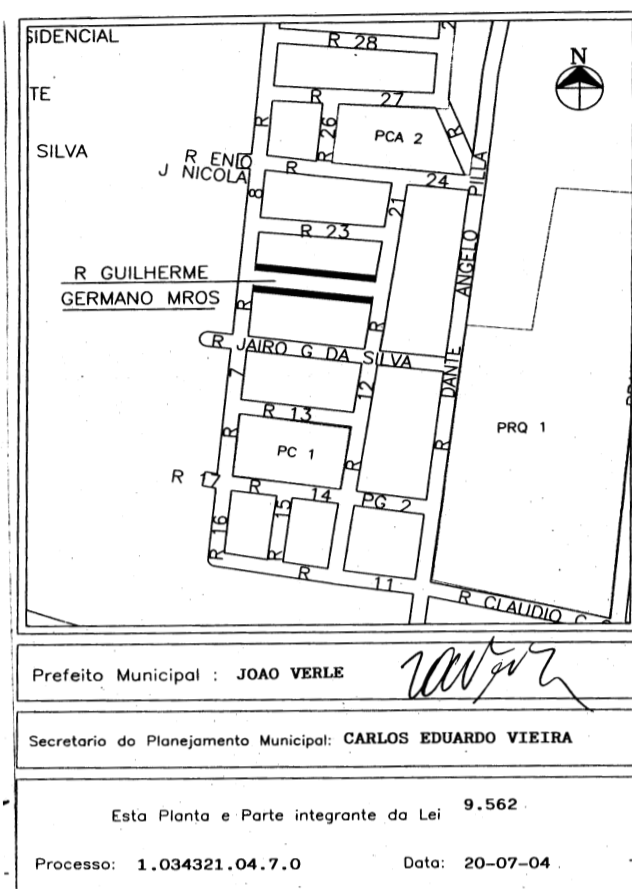 SIDENCIAL
TE
SILVA
N
R 28
2
R 27
R 26
PCA 2
R
R
R ENIO
J NICOLA
R 24
PILLA
8
21
R 23
ANGELO
R GUILHERME
GERMANO MROS
R
R
R JAIRO G DA SILVA
DANTE
7
12
R 13
R
R
R
PC 1
PRQ 1
R 17
R 14
PG 2
R 16
R 15
R 11
R CLAUDIO C
Prefeito Municipal : JOAO VERLE
Secretario do Planejamento Municipal: CARLOS EDUARDO VIEIRA
Esta Planta e Parte integrante da Lei 9.562
Processo: 1.034321.04.7.0 Data: 20-07-04